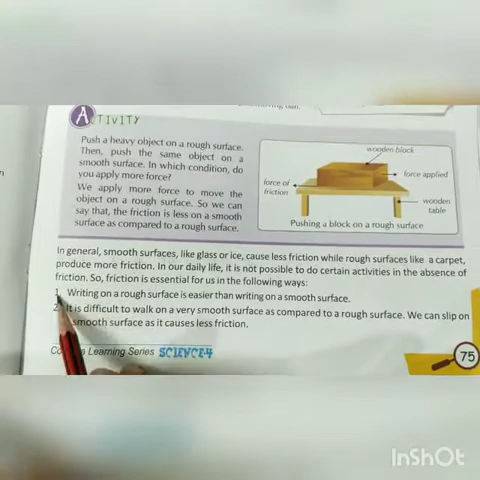 ACTIVITY
Push a heavy object on a rough surface.
Then, push the same object on a
smooth surface. In which condition, do
you apply more force?
We apply more force to move the
object on a rough surface. So we can
say that, the friction is less on a smooth
surface as compared to a rough surface.
wooden block
force applied
force of
friction
wooden
table
Pushing a block on a rough surface
In general, smooth surfaces, like glass or ice, cause less friction while rough surfaces like a carpet,
produce more friction. In our daily life, it is not possible to do certain activities in the absence of
friction. So, friction is essential for us in the following ways:
1. Writing on a rough surface is easier than writing on a smooth surface.
2. It is difficult to walk on a very smooth surface as compared to a rough surface. We can slip on
smooth surface as it causes less friction.
Learning Series SCIENCE-4
75
InShOt